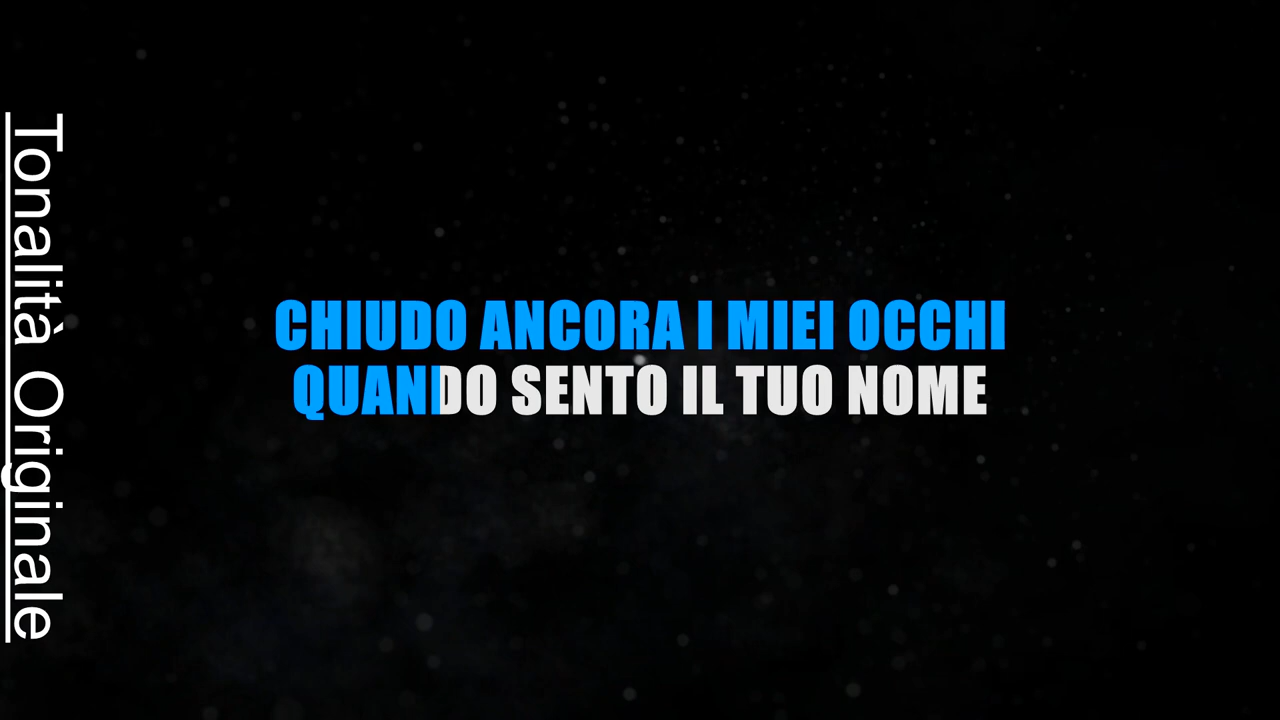 Tonalità Originale
CHIUDO ANCORA I MIEI OCCHI
QUANDO SENTO IL TUO NOME